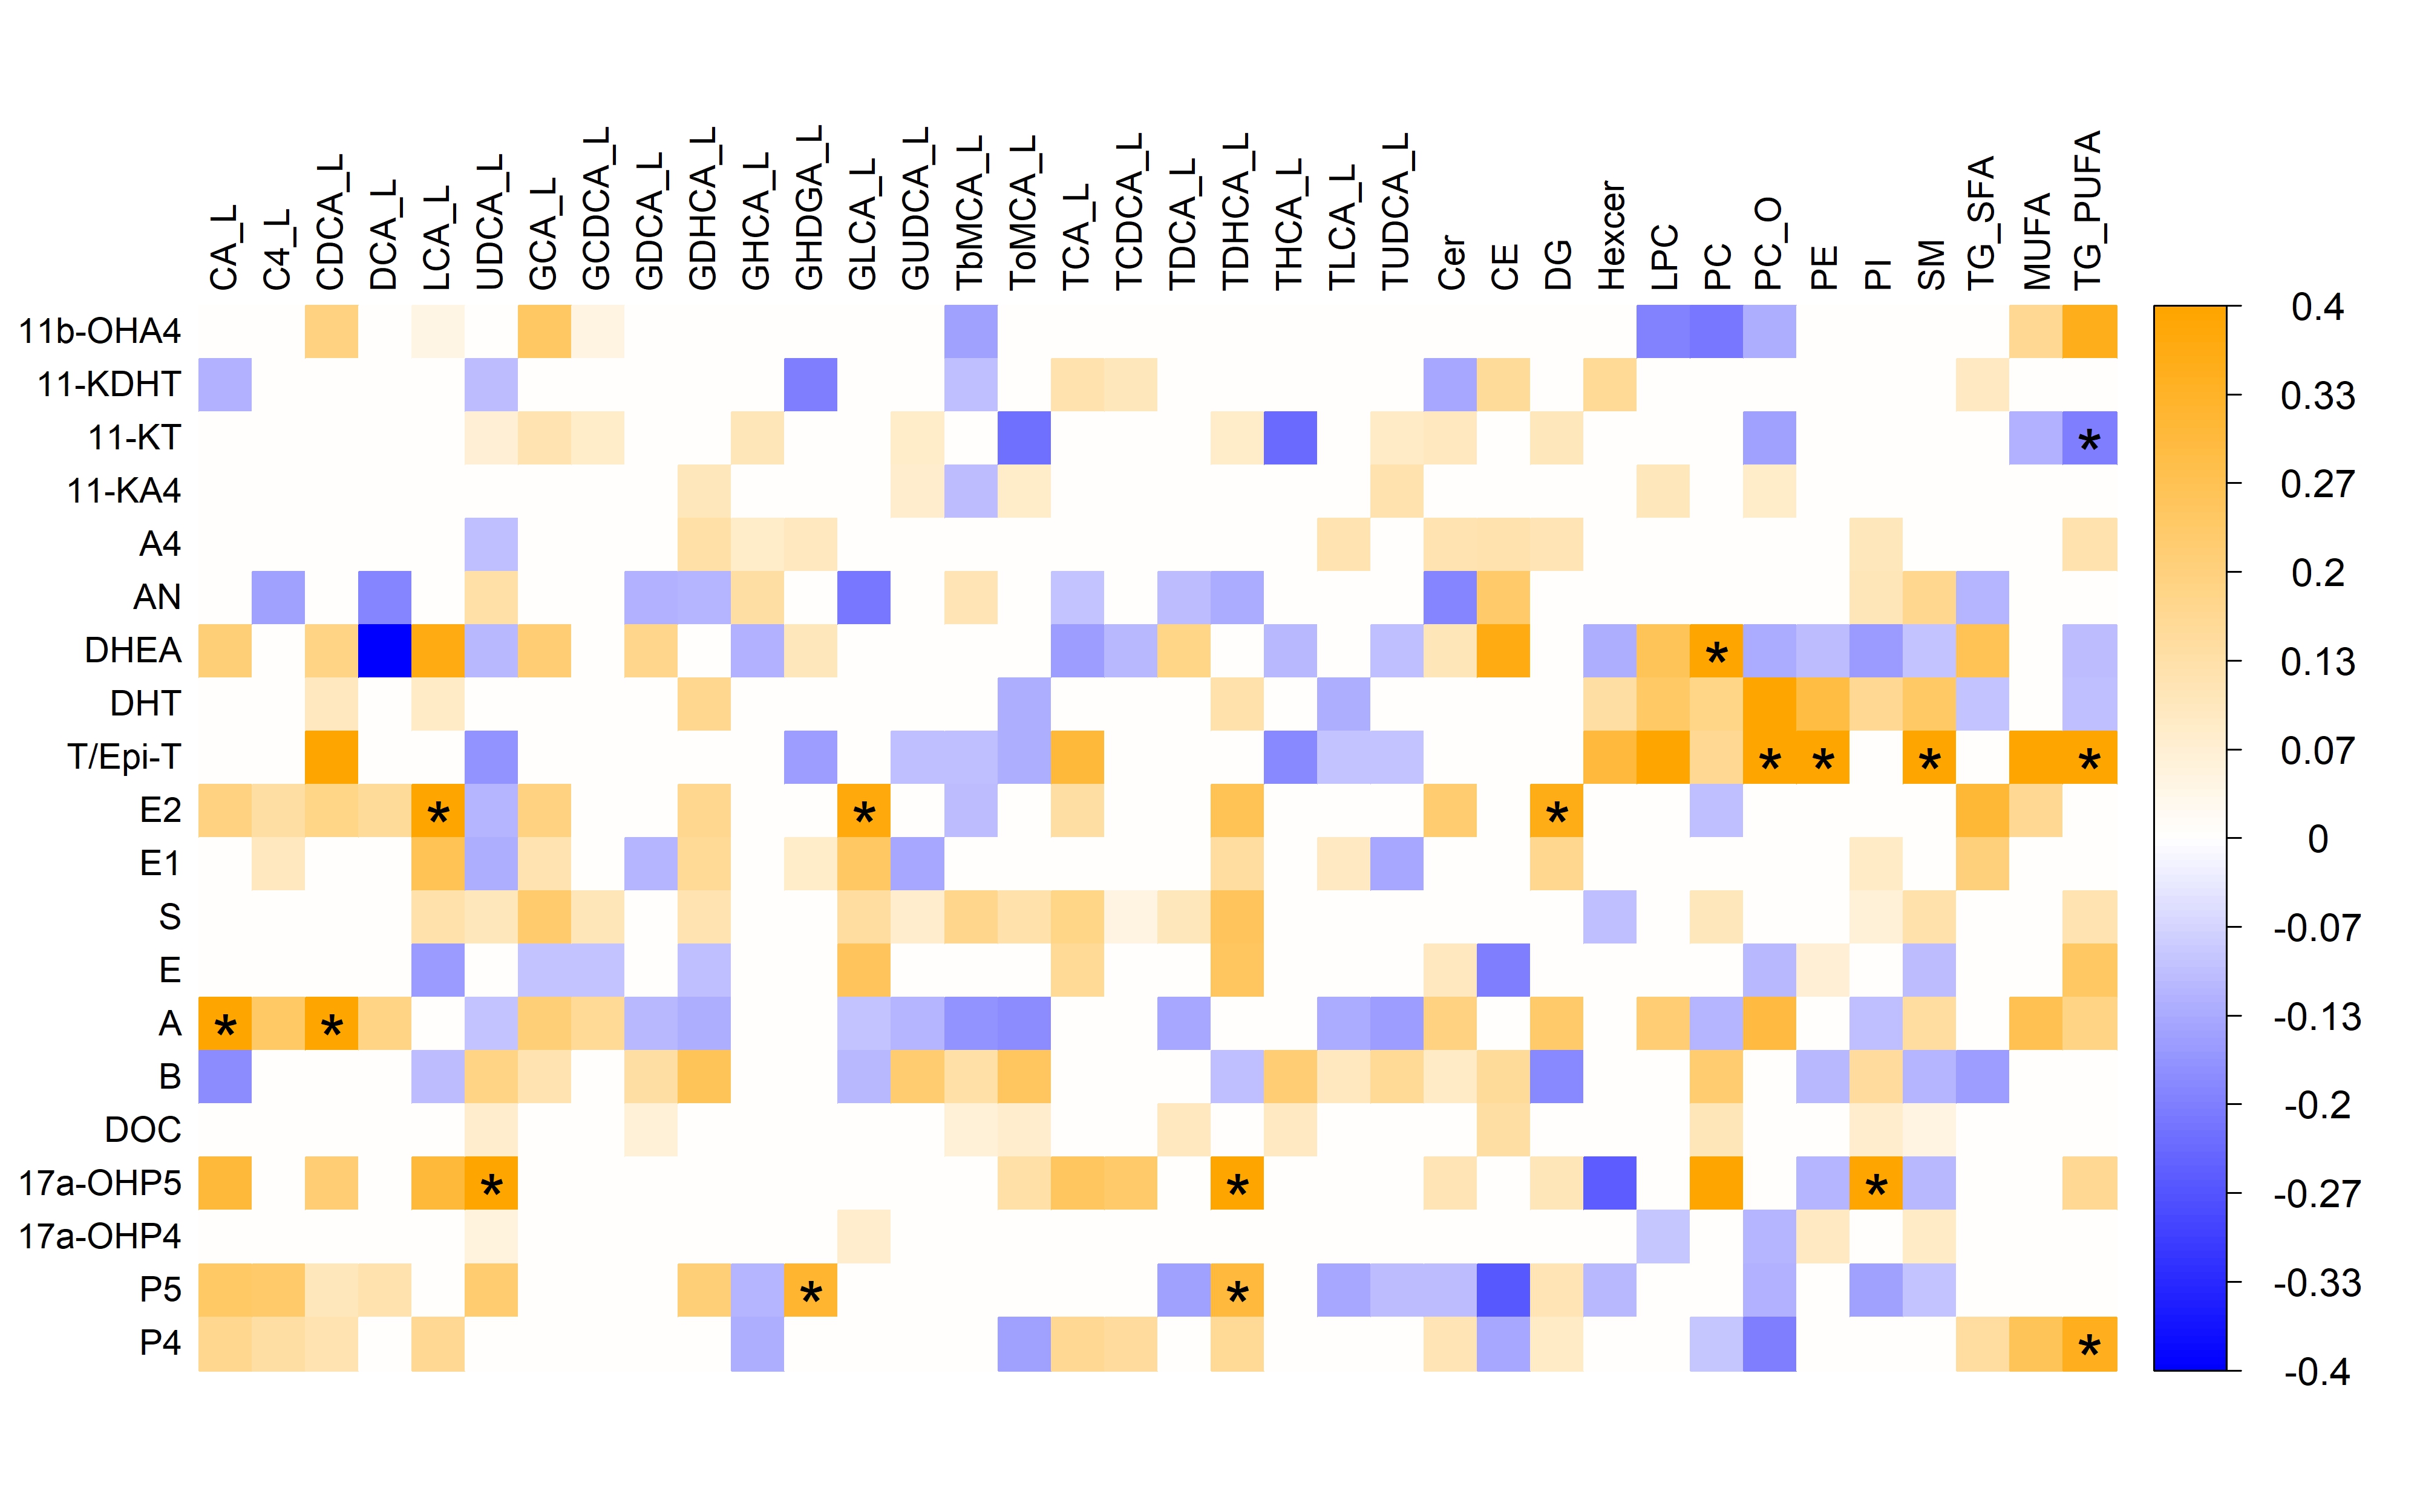 CA_L
C4_L
CDCA_L
DCA_L
LCA_L
UDCA_L
GCA_L
GCDCA_L
GDCA_L
GDHCA_L
GHCA_L
GHDGA_L
GLCA_L
GUDCA_L
TbMCA_L
ToMCA_L
TCA_L
TCDCA_L
TDCA_L
TDHCA_L
THCA_L
TLCA_L
TUDCA_L
Cer
CE
DG
Hexcer
LPC
PC
PC_O
PE
PI
SM
TG_SFA
MUFA
TG_PUFA
11b-OHA4
11-KDHT
11-KT *
11-KA4
A4
AN
DHEA *
DHT
T/Epi-T * * * *
E2 * * *
E1
S
E
A * *
B
DOC
17a-OHP5 * * *
17a-OHP4
P5 * *
P4 *
0.4
0.33
0.27
0.2
0.13
0.07
0
-0.07
-0.13
-0.2
-0.27
-0.33
-0.4